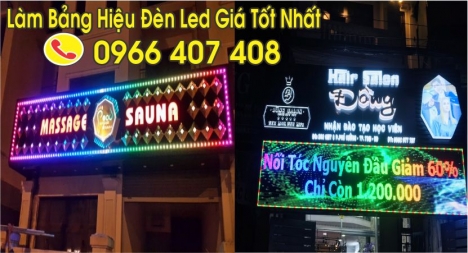 Làm Bảng Hiệu Đèn Led Giá Tốt Nhất
0966 407 408
MASSAGE
SAUNA
Hair Salon
Đông
NHẬN ĐÀO TẠO HỌC VIÊN
Nối Tóc Nguyên Đầu Giảm 60%
Chỉ Còn 1.200.000